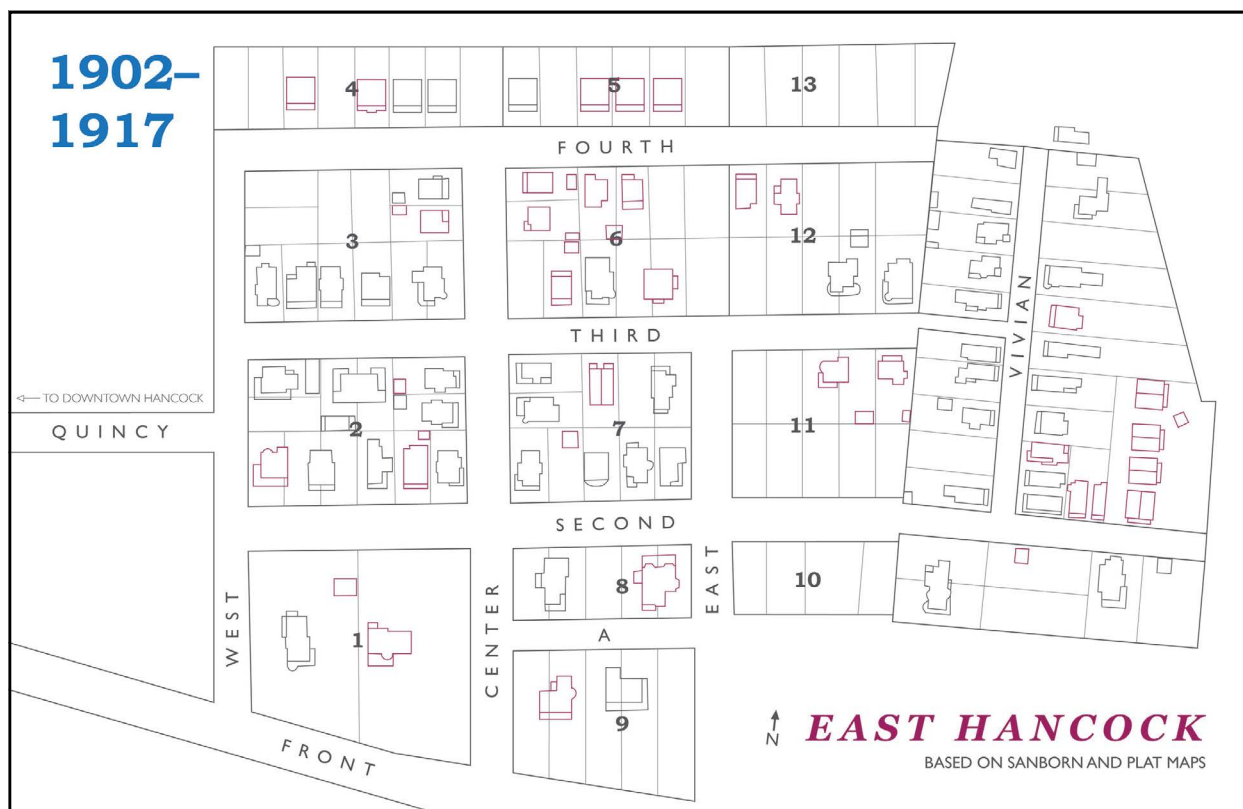 1902–
1917
4
5
13
FOURTH
3
6
12
THIRD
VIVIAN
← TO DOWNTOWN HANCOCK
QUINCY
2
7
11
SECOND
WEST
1
CENTER
8
EAST
10
A
9
FRONT
N
EAST HANCOCK
BASED ON SANBORN AND PLAT MAPS